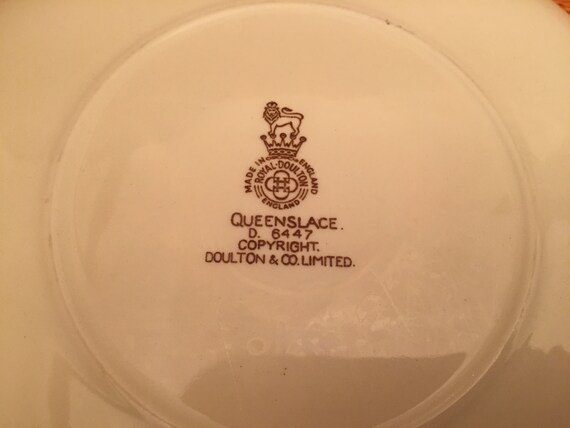 MADE IN ENGLAND
ROYAL-DOULTON
ENGLAND
QUEENSLACE.
D. 6447
COPYRIGHT.
DOULTON & CO. LIMITED.